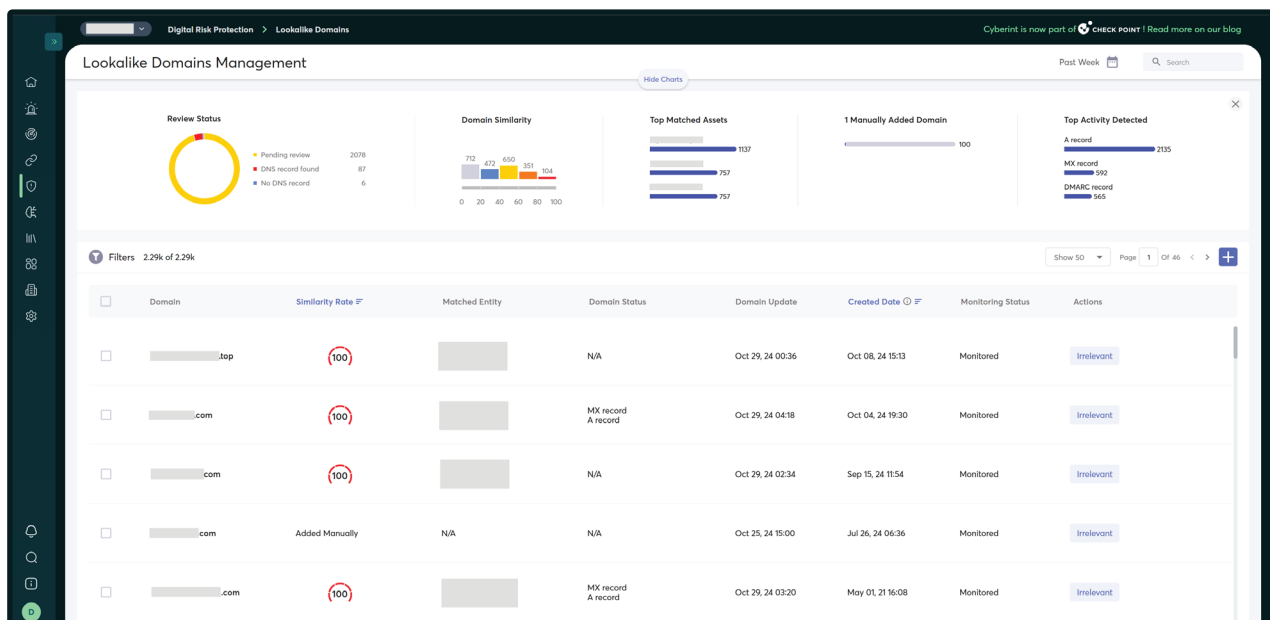 Digital Risk Protection > Lookalike Domains
Cyberint is now part of CHECK POINT ! Read more on our blog
Lookalike Domains Management
Past Week
Search
Hide Charts
Review Status
Pending review 2078
DNS record found 87
No DNS record 6
Domain Similarity
712 472 650 351 104
0 20 40 60 80 100
Top Matched Assets
1137
757
757
1 Manually Added Domain
100
Top Activity Detected
A record
2135
MX record
592
DMARC record
565
Filters 2.29k of 2.29k
Show 50 Page 1 Of 46 < > +
Domain Similarity Rate Matched Entity Domain Status Domain Update Created Date Monitoring Status Actions
.top 100 N/A Oct 29, 24 00:36 Oct 08, 24 15:13 Monitored Irrelevant
.com 100 MX record A record Oct 29, 24 04:18 Oct 04, 24 19:30 Monitored Irrelevant
com 100 N/A Oct 29, 24 02:34 Sep 15, 24 11:54 Monitored Irrelevant
com Added Manually N/A N/A Oct 25, 24 15:00 Jul 26, 24 06:36 Monitored Irrelevant
.com 100 MX record A record Oct 29, 24 03:20 May 01, 21 16:08 Monitored Irrelevant
D